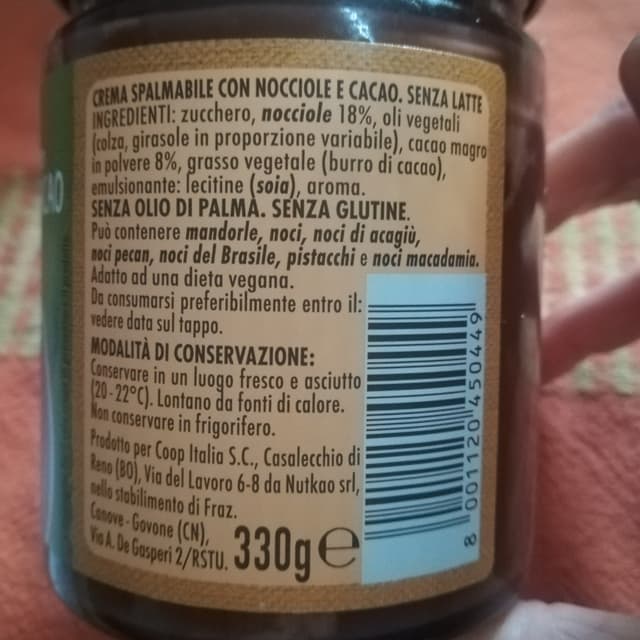 CREMA SPALMABILE CON NOCCIOLE E CACAO. SENZA LATTE
INGREDIENTI: zucchero, nocciole 18%, oli vegetali
(colza, girasole in proporzione variabile), cacao magro
in polvere 8%, grasso vegetale (burro di cacao),
emulsionante: lecitine (soia), aroma.
SENZA OLIO DI PALMA. SENZA GLUTINE.
Può contenere mandorle, noci, noci di acagiù,
noci pecan, noci del Brasile, pistacchi e noci macadamia.
Adatto ad una dieta vegana.
Da consumarsi preferibilmente entro il:
vedere data sul tappo.
MODALITÀ DI CONSERVAZIONE:
Conservare in un luogo fresco e asciutto
(20-22°C). Lontano da fonti di calore.
Non conservare in frigorifero.
Prodotto per Coop Italia S.C., Casalecchio di
Reno (BO), Via del Lavoro 6-8 da Nutkao srl,
nello stabilimento di Fraz.
Canove - Govone (CN),
Via A. De Gasperi 2/RSTU.
330g e
8 001120 450449